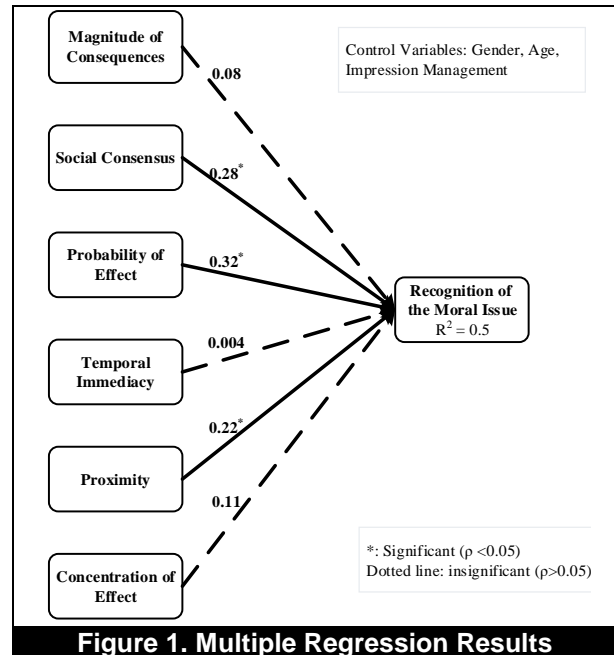 Magnitude of
Consequences
Control Variables: Gender, Age,
Impression Management
0.08
Social Consensus
0.28*
Probability of
Effect
0.32*
Recognition of
the Moral Issue
R² = 0.5
Temporal
Immediacy
0.004
Proximity
0.22*
0.11
Concentration of
Effect
*: Significant (ρ <0.05)
Dotted line: insignificant (ρ>0.05)
Figure 1. Multiple Regression Results